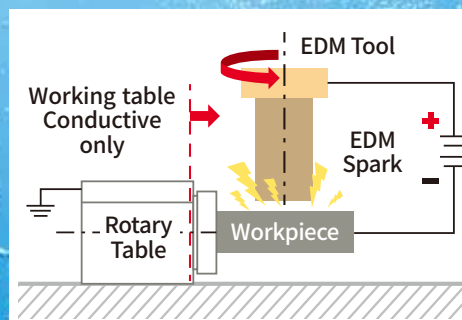 EDM Tool
Working table
Conductive
only
+
EDM
Spark
−
Rotary
Table
Workpiece